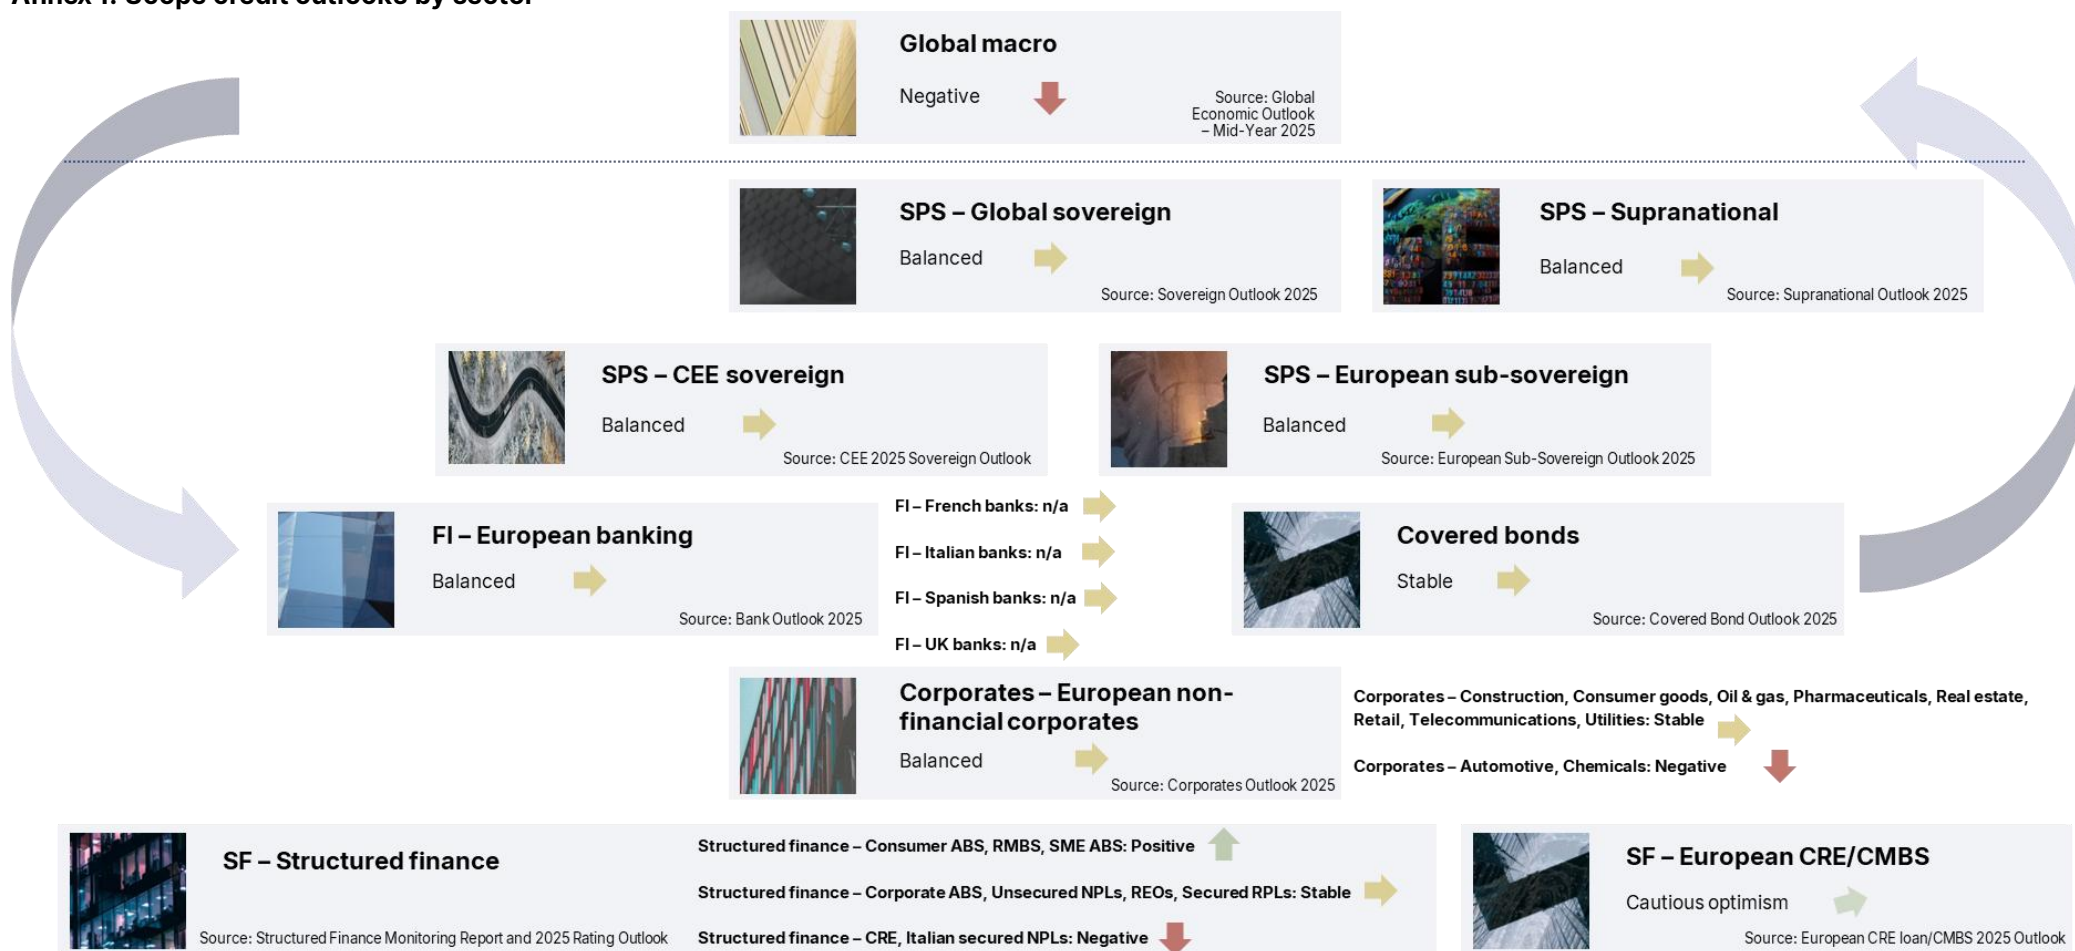 Annex 1: Scope credit outlooks by sector
Global macro
Negative
Source: Global
Economic Outlook
– Mid-Year 2025
SPS – Global sovereign
Balanced
Source: Sovereign Outlook 2025
SPS – Supranational
Balanced
Source: Supranational Outlook 2025
SPS – CEE sovereign
Balanced
Source: CEE 2025 Sovereign Outlook
SPS – European sub-sovereign
Balanced
Source: European Sub-Sovereign Outlook 2025
FI – European banking
Balanced
Source: Bank Outlook 2025
FI – French banks: n/a
FI – Italian banks: n/a
FI – Spanish banks: n/a
FI – UK banks: n/a
Covered bonds
Stable
Source: Covered Bond Outlook 2025
Corporates – European non-
financial corporates
Balanced
Source: Corporates Outlook 2025
Corporates – Construction, Consumer goods, Oil & gas, Pharmaceuticals, Real estate,
Retail, Telecommunications, Utilities: Stable
Corporates – Automotive, Chemicals: Negative
SF – Structured finance
Source: Structured Finance Monitoring Report and 2025 Rating Outlook
Structured finance – Consumer ABS, RMBS, SME ABS: Positive
Structured finance – Corporate ABS, Unsecured NPLs, REOs, Secured RPLs: Stable
Structured finance – CRE, Italian secured NPLs: Negative
SF – European CRE/CMBS
Cautious optimism
Source: European CRE loan/CMBS 2025 Outlook